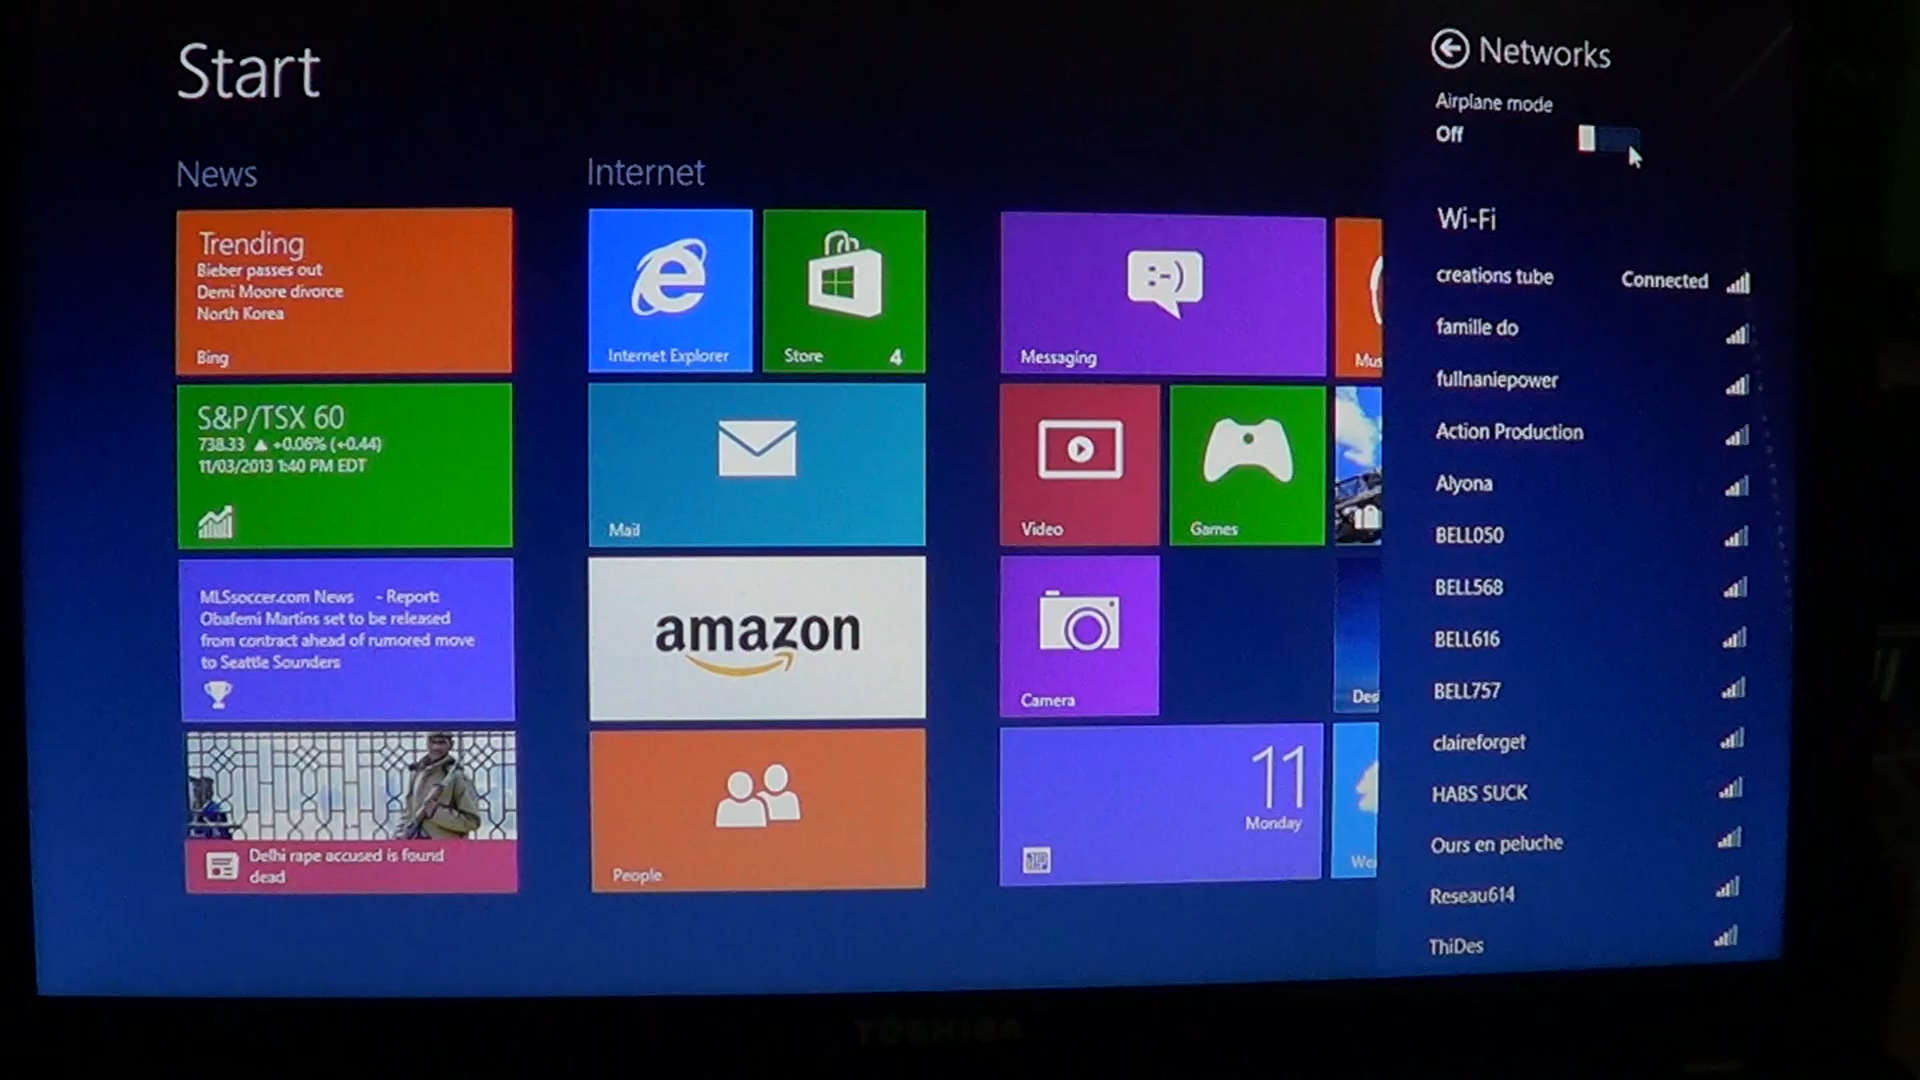 Start
News
Trending
Bieber passes out
Demi Moore divorce
North Korea
Bing
S&P/TSX 60
738.33 ▲ +0.06% (+0.44)
11/03/2013 1:40 PM EDT
MLSsoccer.com News - Report:
Obafemi Martins set to be released
from contract ahead of rumored move
to Seattle Sounders
Delhi rape accused is found
dead
Internet
Internet Explorer
Store 4
Mail
amazon
People
Messaging
Mus
Video
Games
Camera
Des
11
Monday
We
Networks
Airplane mode
Off
Wi-Fi
creations tube Connected
famille do
fullnaniepower
Action Production
Alyona
BELL050
BELL568
BELL616
BELL757
claireforget
HABS SUCK
Ours en peluche
Reseau614
ThiDes
TOSHIBA